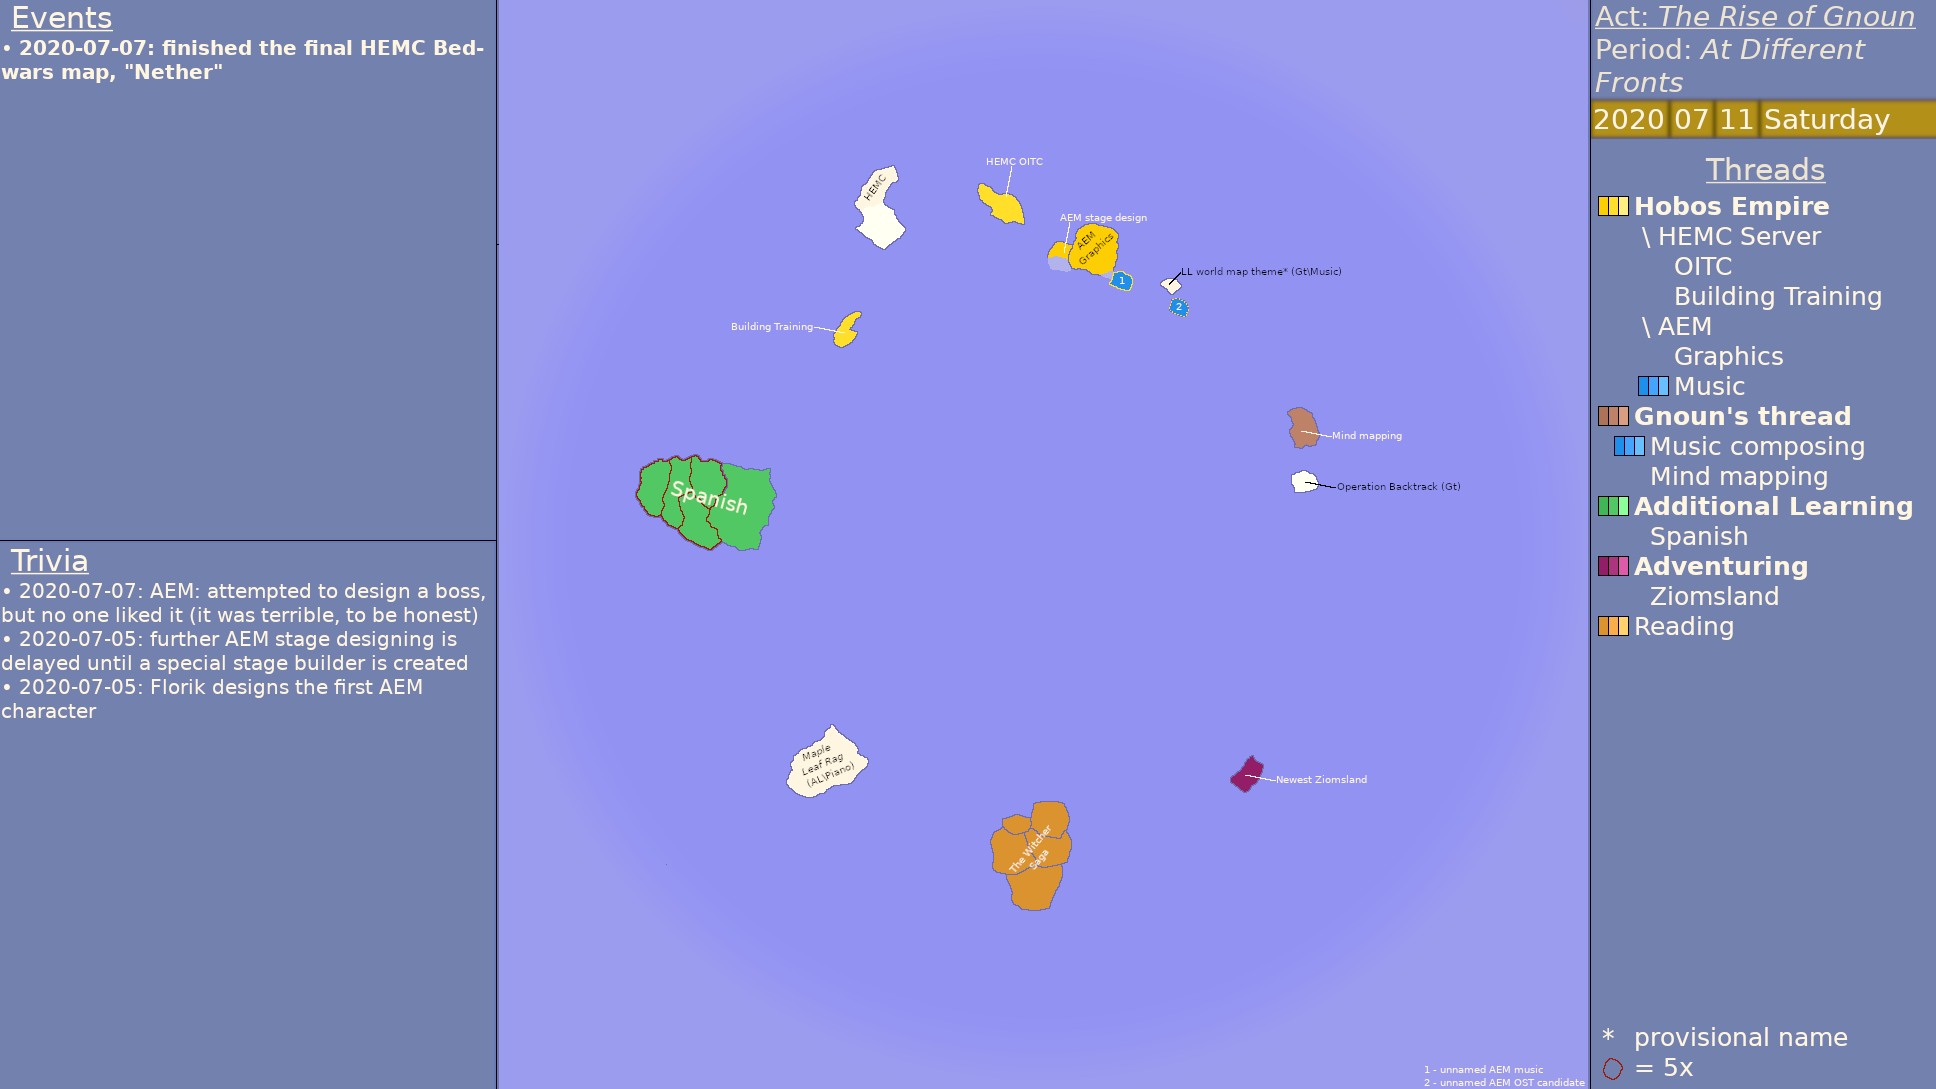 Events
• 2020-07-07: finished the final HEMC Bed-
wars map, "Nether"
Trivia
• 2020-07-07: AEM: attempted to design a boss,
but no one liked it (it was terrible, to be honest)
• 2020-07-05: further AEM stage designing is
delayed until a special stage builder is created
• 2020-07-05: Florik designs the first AEM
character
HEMC
HEMC OITC
AEM stage design
AEM
Graphics
1
LL world map theme* (Gt\Music)
2
Building Training
Mind mapping
Operation Backtrack (Gt)
Spanish
Maple
Leaf Rag
(AL\Piano)
Newest Ziomsland
The Witcher
Saga
1 - unnamed AEM music
2 - unnamed AEM OST candidate
Act: The Rise of Gnoun
Period: At Different
Fronts
2020 07 11 Saturday
Threads
Hobos Empire
\ HEMC Server
OITC
Building Training
\ AEM
Graphics
Music
Gnoun's thread
Music composing
Mind mapping
Additional Learning
Spanish
Adventuring
Ziomsland
Reading
* provisional name
= 5x